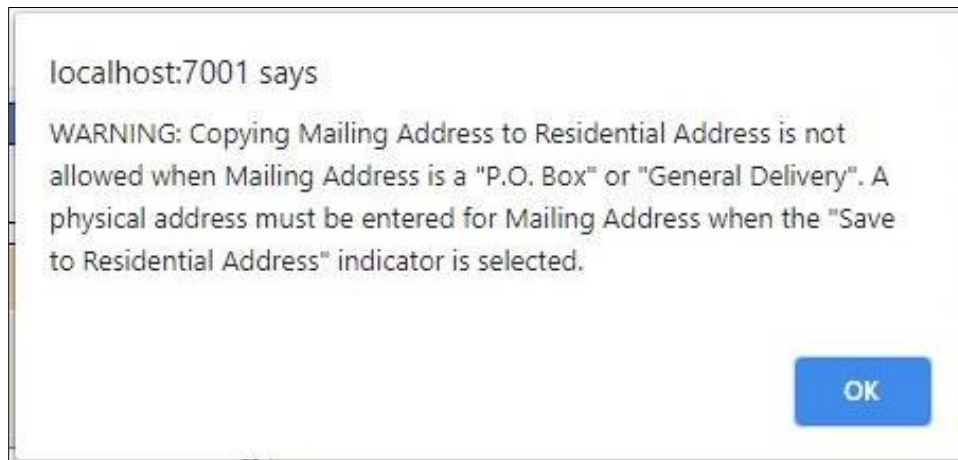 localhost:7001 says
WARNING: Copying Mailing Address to Residential Address is not
allowed when Mailing Address is a "P.O. Box" or "General Delivery". A
physical address must be entered for Mailing Address when the "Save
to Residential Address" indicator is selected.
OK